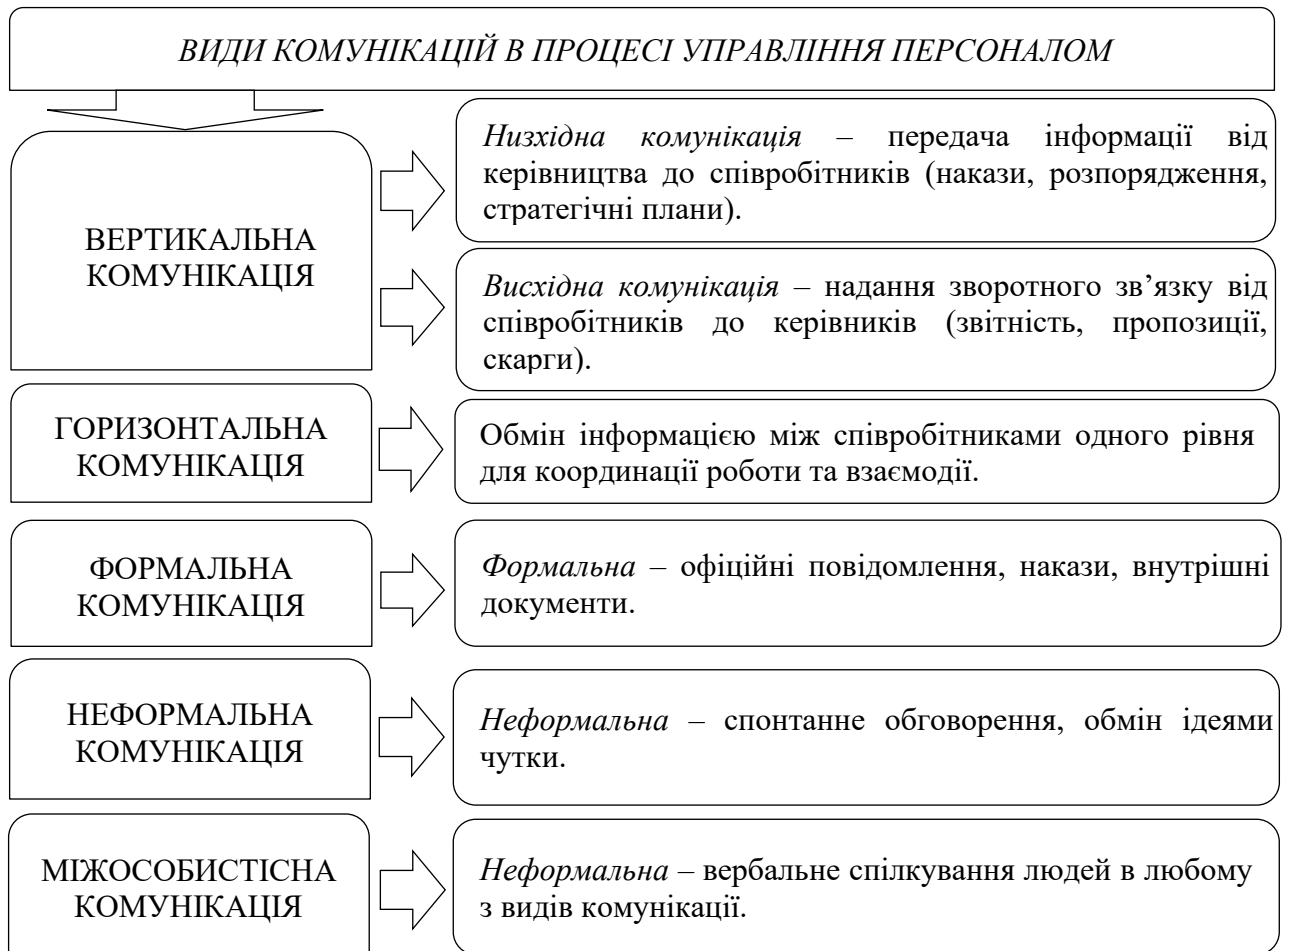 ВИДИ КОМУНІКАЦІЙ В ПРОЦЕСІ УПРАВЛІННЯ ПЕРСОНАЛОМ
ВЕРТИКАЛЬНА
КОМУНІКАЦІЯ
Низхідна комунікація – передача інформації від
керівництва до співробітників (накази, розпорядження,
стратегічні плани).
Висхідна комунікація – надання зворотного зв’язку від
співробітників до керівників (звітність, пропозиції,
скарги).
ГОРИЗОНТАЛЬНА
КОМУНІКАЦІЯ
Обмін інформацією між співробітниками одного рівня
для координації роботи та взаємодії.
ФОРМАЛЬНА
КОМУНІКАЦІЯ
Формальна – офіційні повідомлення, накази, внутрішні
документи.
НЕФОРМАЛЬНА
КОМУНІКАЦІЯ
Неформальна – спонтанне обговорення, обмін ідеями
чутки.
МІЖОСОБИСТІСНА
КОМУНІКАЦІЯ
Неформальна – вербальне спілкування людей в любому
з видів комунікації.